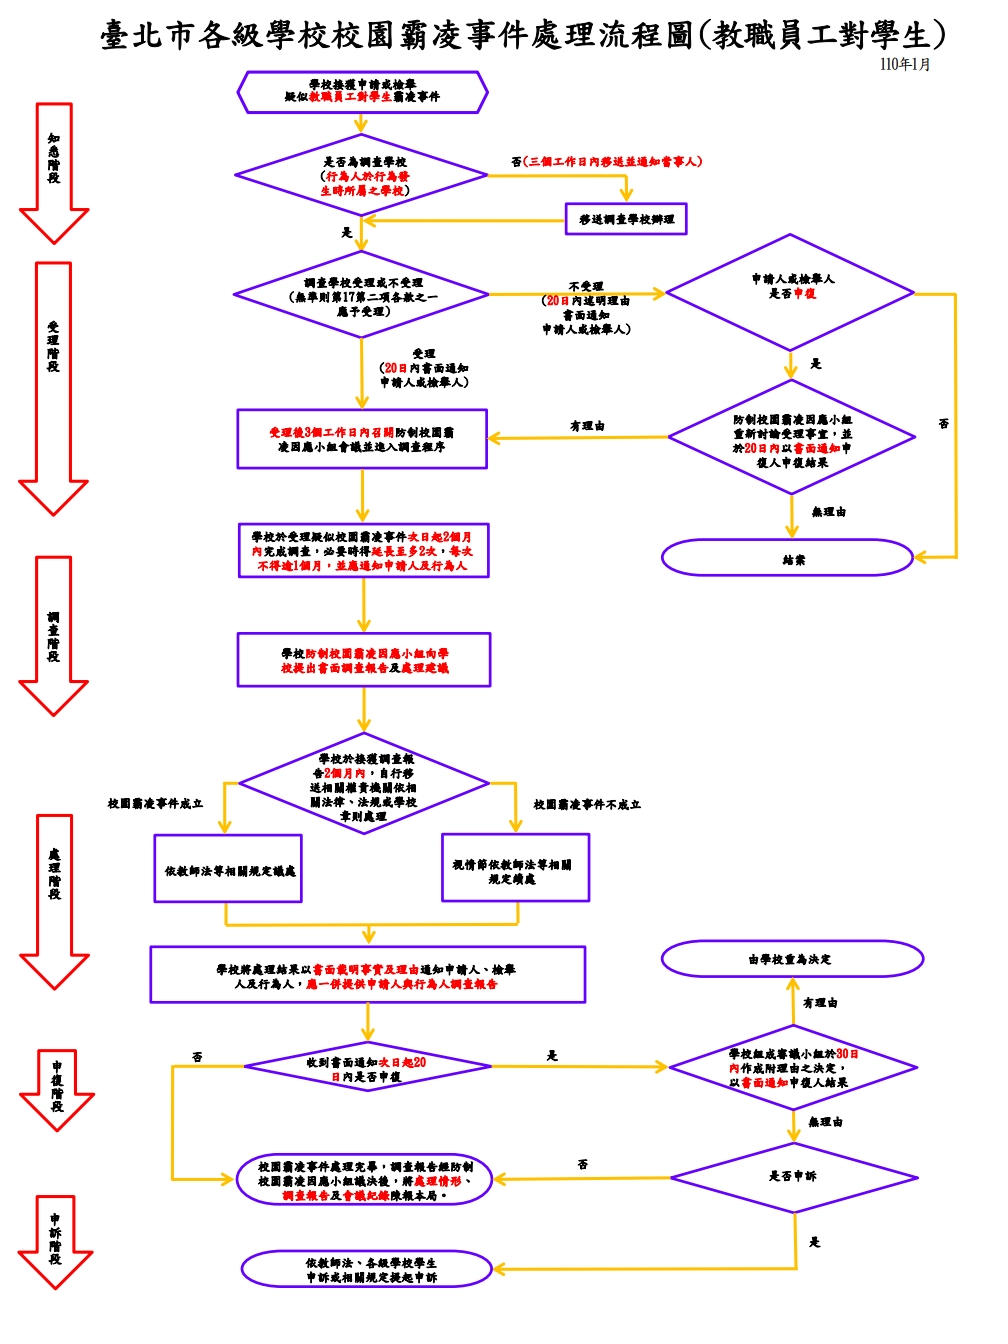 臺北市各級學校校園霸凌事件處理流程圖(教職員工對學生)
110年1月
學校接獲申請或檢舉
疑似教職員工對學生霸凌事件
知悉階段
是否為調查學校
(行為人於行為發
生時所屬之學校)
否(三個工作日內移送並通知當事人)
移送調查學校辦理
是
受理階段
調查學校受理或不受理
(無準則第17第二項各款之一
應予受理)
不受理
(20日內述明理由
書面通知
申請人或檢舉人)
申請人或檢舉人
是否申復
是
否
受理
(20日內書面通知
申請人或檢舉人)
受理後3個工作日內召開防制校園霸
凌因應小組會議並進入調查程序
有理由
防制校園霸凌因應小組
重新討論受理事宜，並
於20日內以書面通知申
復人申復結果
無理由
結案
學校於受理疑似校園霸凌事件次日起2個月
內完成調查，必要時得延長至多2次，每次
不得逾1個月，並應通知申請人及行為人
調查階段
學校防制校園霸凌因應小組向學
校提出書面調查報告及處理建議
學校於接獲調查報
告2個月內，自行移
送相關權責機關依相
關法律、法規或學校
章則處理
校園霸凌事件成立
校園霸凌事件不成立
處理階段
依教師法等相關規定議處
視情節依教師法等相關
規定續處
學校將處理結果以書面載明事實及理由通知申請人、檢舉
人及行為人，應一併提供申請人與行為人調查報告
由學校重為決定
有理由
申復階段
收到書面通知次日起20
日內是否申復
否
是
學校組成審議小組於30日
內作成附理由之決定，
以書面通知申復人結果
無理由
校園霸凌事件處理完畢，調查報告經防制
校園霸凌因應小組議決後，將處理情形、
調查報告及會議紀錄陳報本局。
否
是否申訴
是
申訴階段
依教師法、各級學校學生
申訴或相關規定提起申訴